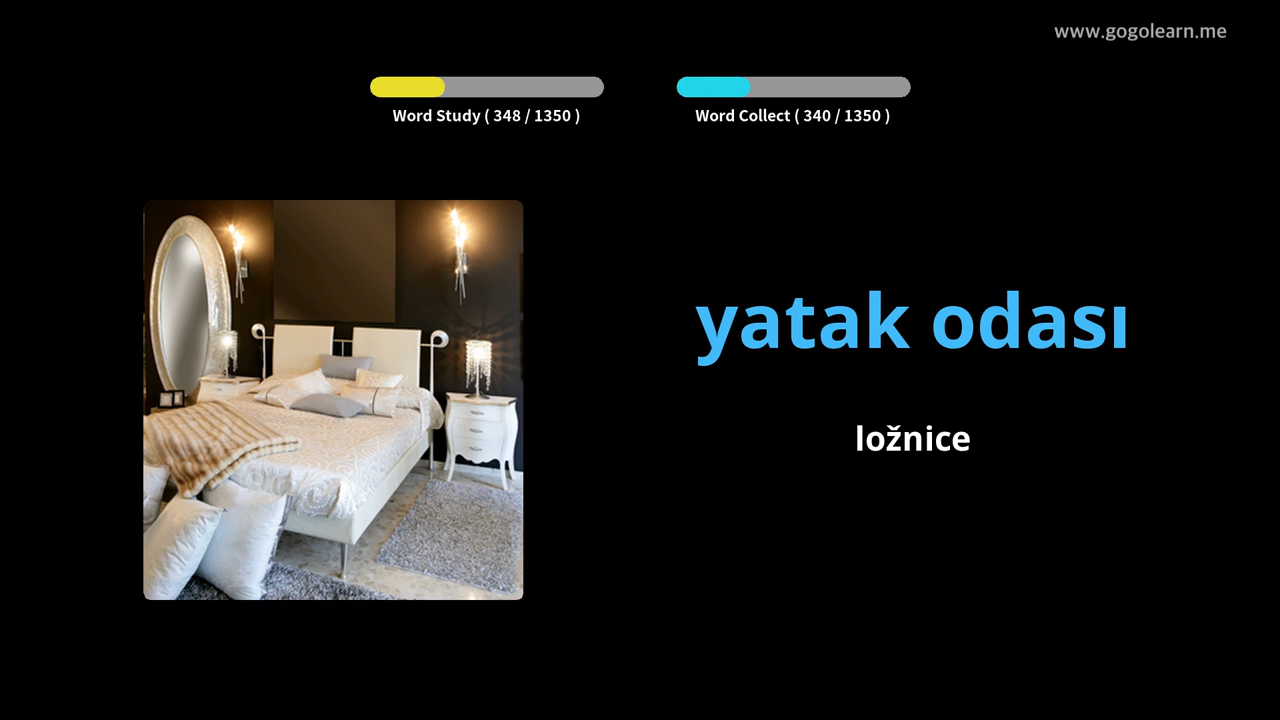 www.gogolearn.me
Word Study ( 348 / 1350 )
Word Collect ( 340 / 1350 )
yatak odası
ložnice